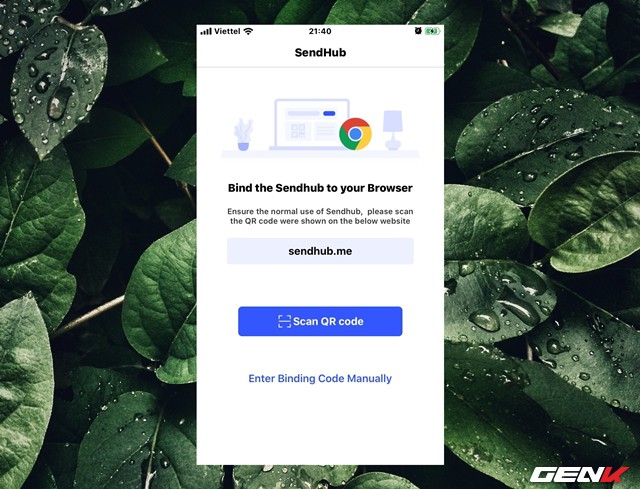 Viettel
21:40
SendHub
Bind the Sendhub to your Browser
Ensure the normal use of Sendhub, please scan
the QR code were shown on the below website
sendhub.me
Scan QR code
Enter Binding Code Manually
GENK